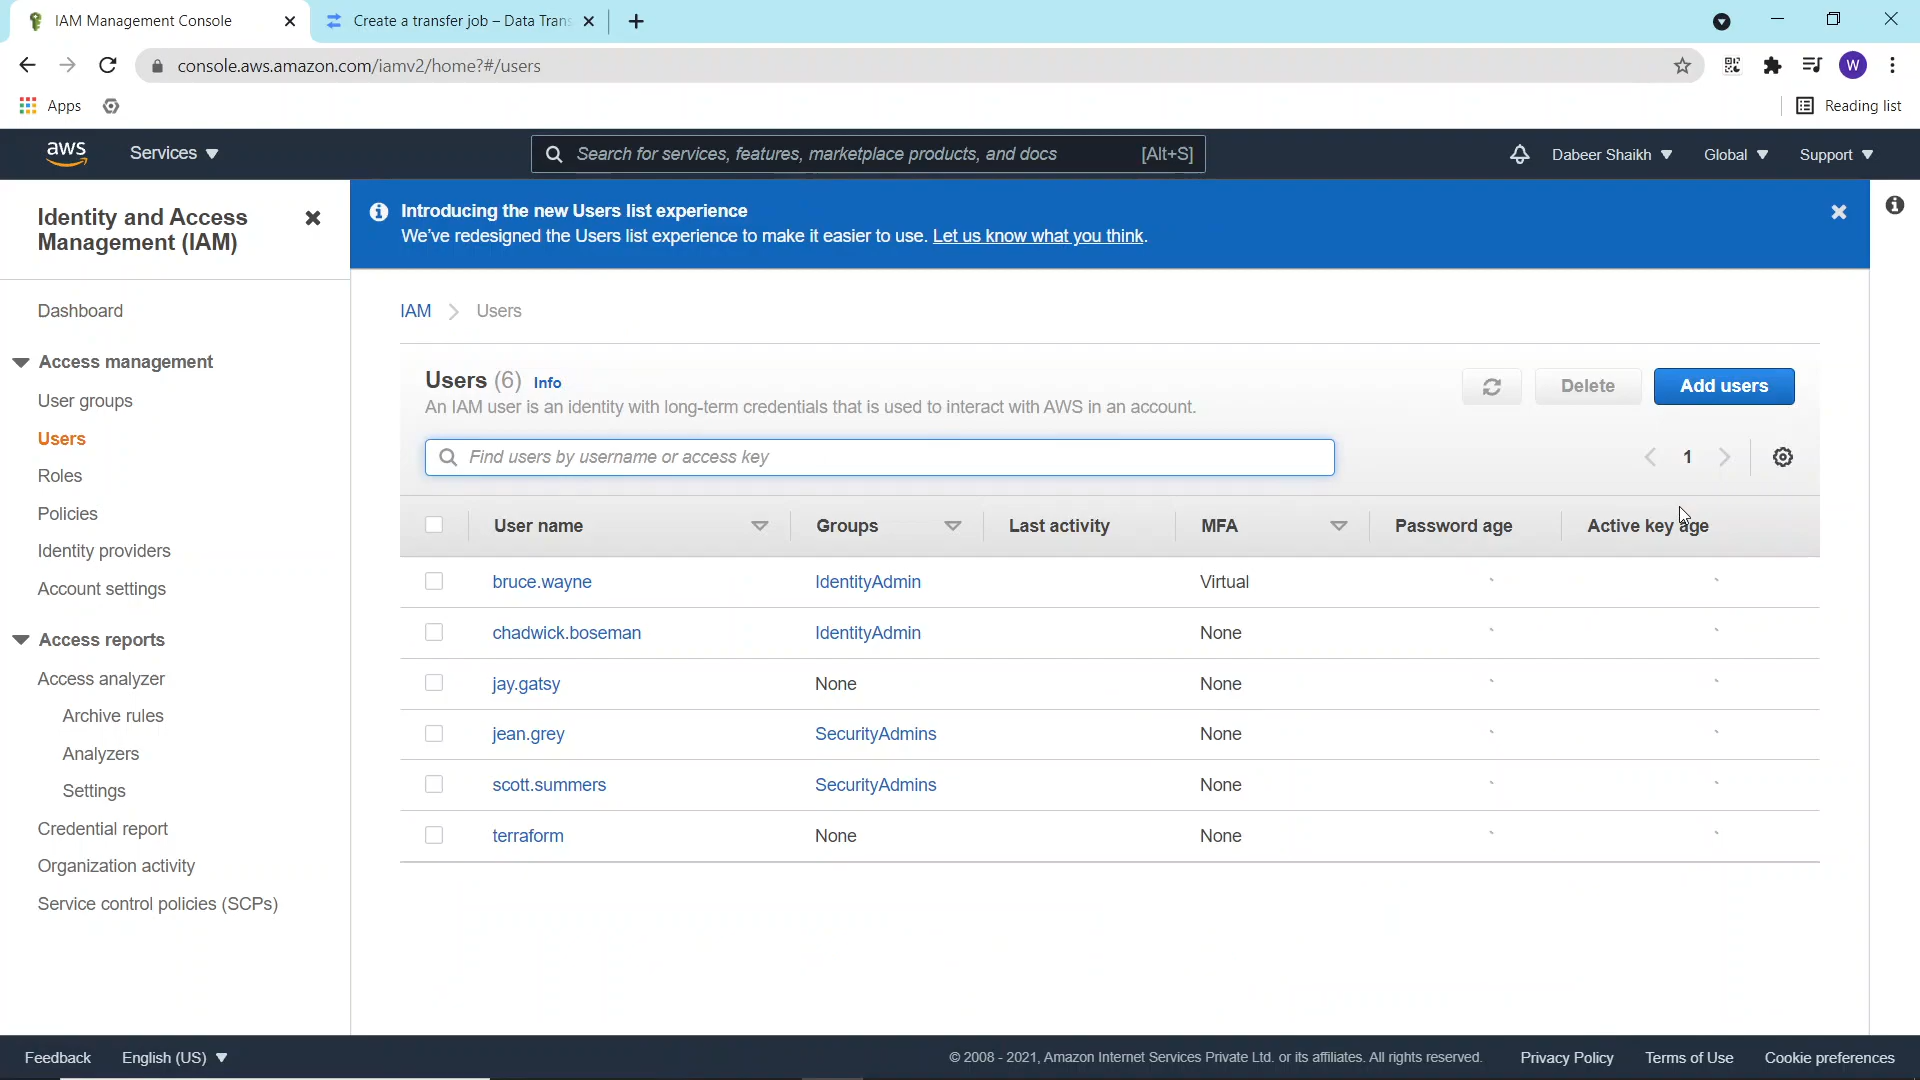 IAM Management Console
Create a transfer job – Data Trans
console.aws.amazon.com/iamv2/home?#/users
W
Apps
Reading list
aws
Services
Search for services, features, marketplace products, and docs
[Alt+S]
Dabeer Shaikh
Global
Support
Identity and Access
Management (IAM)
Dashboard
Access management
User groups
Users
Roles
Policies
Identity providers
Account settings
Access reports
Access analyzer
Archive rules
Analyzers
Settings
Credential report
Organization activity
Service control policies (SCPs)
Introducing the new Users list experience
We've redesigned the Users list experience to make it easier to use. Let us know what you think.
IAM
Users
Users (6) Info
An IAM user is an identity with long-term credentials that is used to interact with AWS in an account.
Delete
Add users
Find users by username or access key
1
User name Groups Last activity MFA Password age Active key age
bruce.wayne IdentityAdmin Virtual
chadwick.boseman IdentityAdmin None
jay.gatsy None None
jean.grey SecurityAdmins None
scott.summers SecurityAdmins None
terraform None None
Feedback
English (US)
© 2008 - 2021, Amazon Internet Services Private Ltd. or its affiliates. All rights reserved.
Privacy Policy
Terms of Use
Cookie preferences